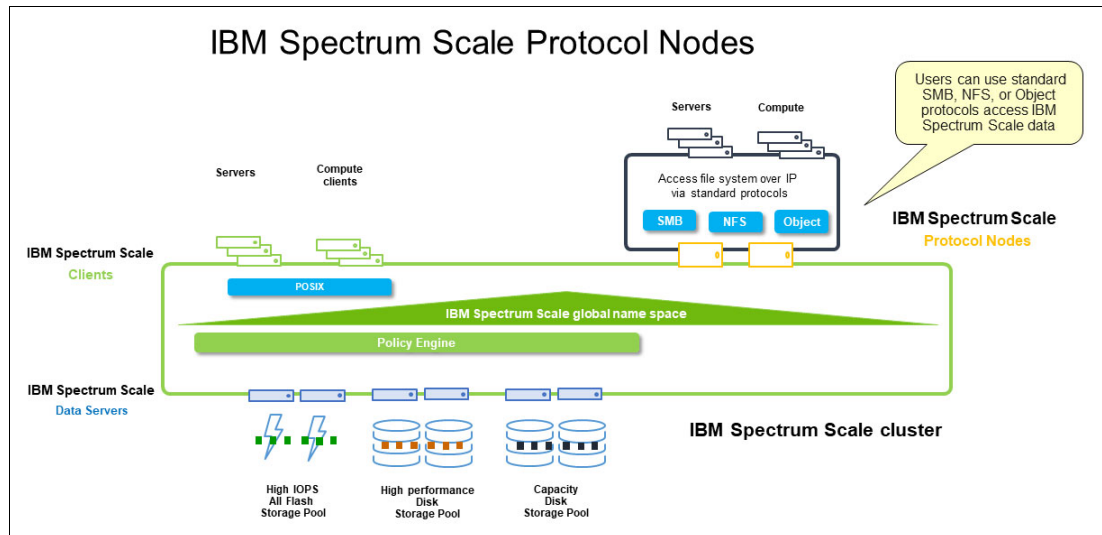 IBM Spectrum Scale Protocol Nodes
Users can use standard
SMB, NFS, or Object
protocols access IBM
Spectrum Scale data
Servers
Compute
Access file system over IP
via standard protocols
SMB
NFS
Object
IBM Spectrum Scale
Protocol Nodes
Servers
Compute
clients
IBM Spectrum Scale
Clients
POSIX
IBM Spectrum Scale global name space
Policy Engine
IBM Spectrum Scale
Data Servers
IBM Spectrum Scale cluster
High IOPS
All Flash
Storage Pool
High performance
Disk
Storage Pool
Capacity
Disk
Storage Pool